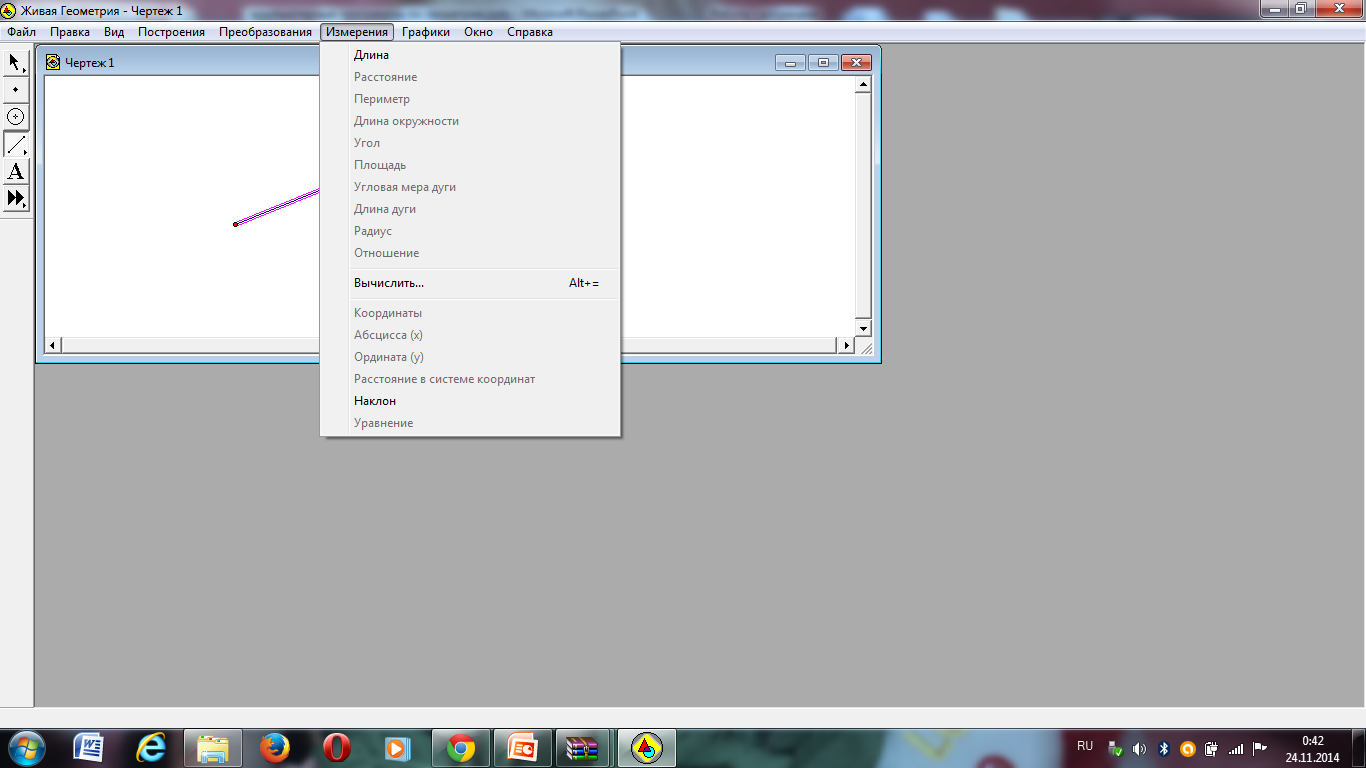 Живая Геометрия - Чертеж 1
Файл Правка Вид Построения Преобразования Измерения Графики Окно Справка
Чертеж 1
Длина
Расстояние
Периметр
Длина окружности
Угол
Площадь
Угловая мера дуги
Длина дуги
Радиус
Отношение
Вычислить... Alt+=
Координаты
Абсцисса (x)
Ордината (y)
Расстояние в системе координат
Наклон
Уравнение
A
RU
0:42
24.11.2014